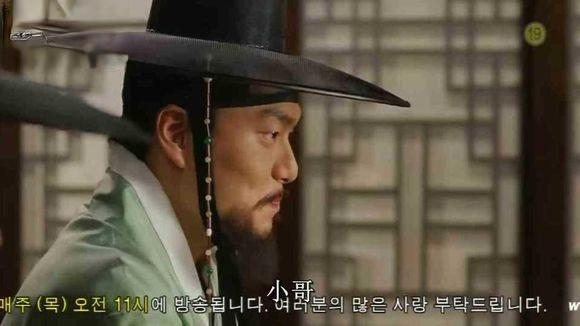 19
小哥
매주 (목) 오전 11시에 방송됩니다. 여러분의 많은 사랑 부탁드립니다.